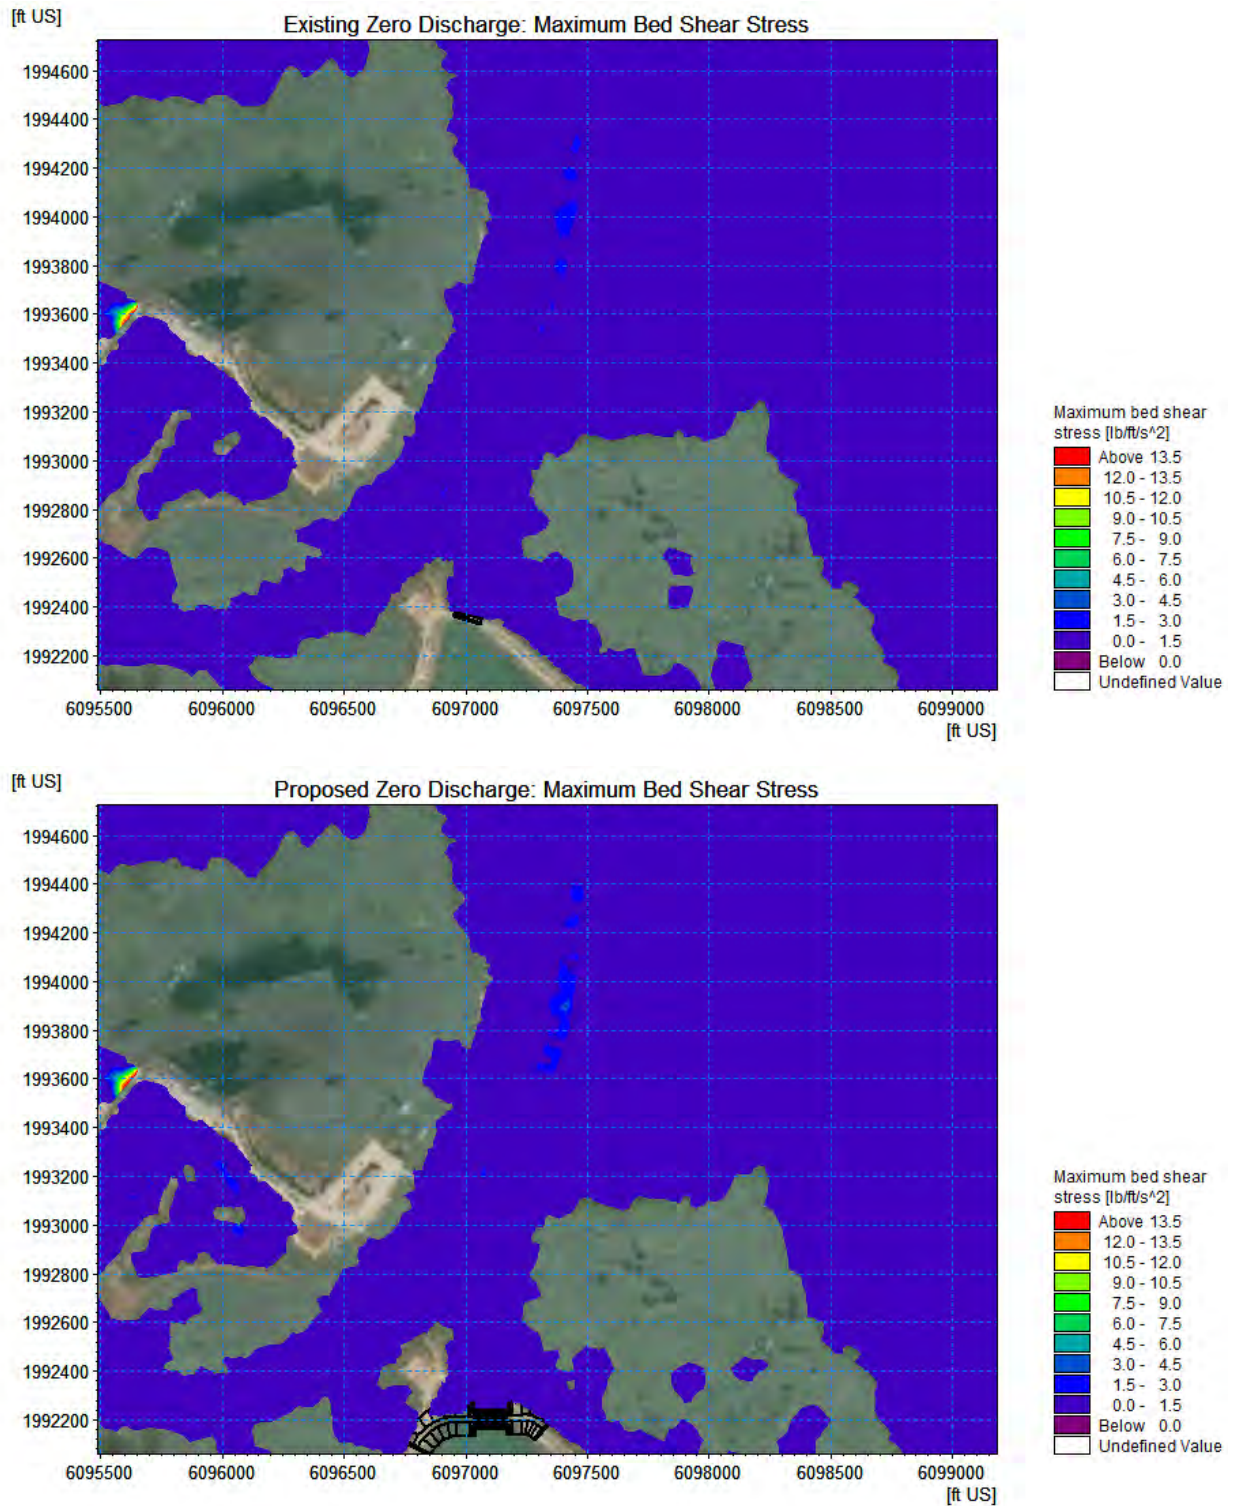 [ft US]
Existing Zero Discharge: Maximum Bed Shear Stress
1994600
1994400
1994200
1994000
1993800
1993600
1993400
1993200
1993000
1992800
1992600
1992400
1992200
6095500 6096000 6096500 6097000 6097500 6098000 6098500 6099000
[ft US]
Maximum bed shear
stress [lb/ft/s^2]
Above 13.5
12.0 - 13.5
10.5 - 12.0
9.0 - 10.5
7.5 - 9.0
6.0 - 7.5
4.5 - 6.0
3.0 - 4.5
1.5 - 3.0
0.0 - 1.5
Below 0.0
Undefined Value
[ft US]
Proposed Zero Discharge: Maximum Bed Shear Stress
1994600
1994400
1994200
1994000
1993800
1993600
1993400
1993200
1993000
1992800
1992600
1992400
1992200
6095500 6096000 6096500 6097000 6097500 6098000 6098500 6099000
[ft US]
Maximum bed shear
stress [lb/ft/s^2]
Above 13.5
12.0 - 13.5
10.5 - 12.0
9.0 - 10.5
7.5 - 9.0
6.0 - 7.5
4.5 - 6.0
3.0 - 4.5
1.5 - 3.0
0.0 - 1.5
Below 0.0
Undefined Value